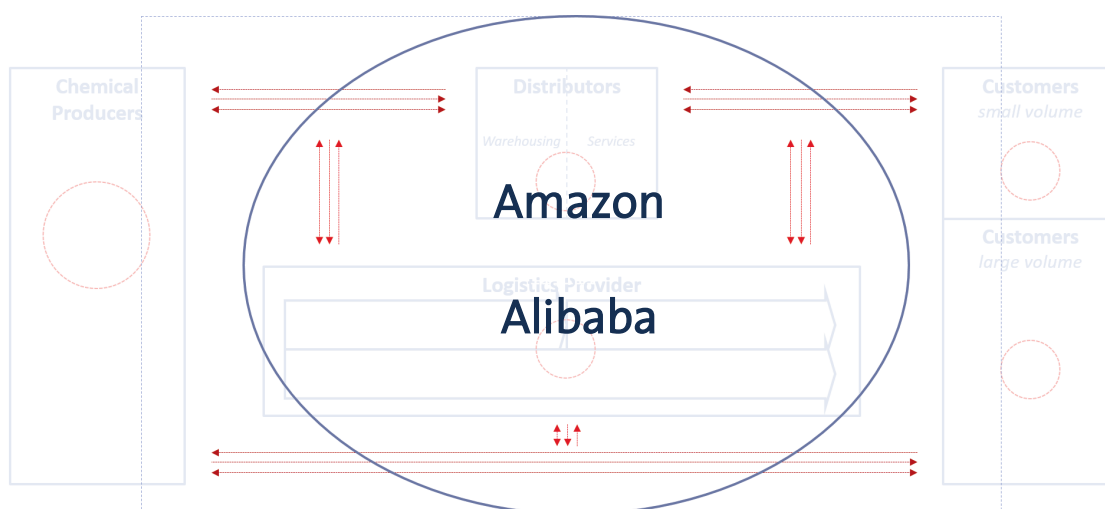 Chemical
Producers
Distributors
Warehousing
Services
Customers
small volume
Amazon
Customers
large volume
Logistics Provider
Alibaba